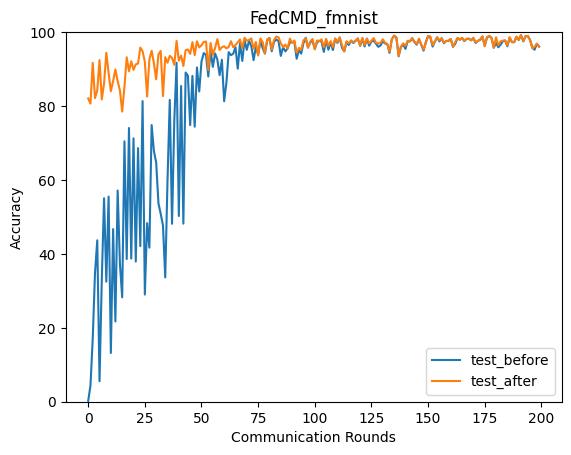 FedCMD_fmnist
Accuracy
100
80
60
40
20
0
0 25 50 75 100 125 150 175 200
Communication Rounds
test_before
test_after